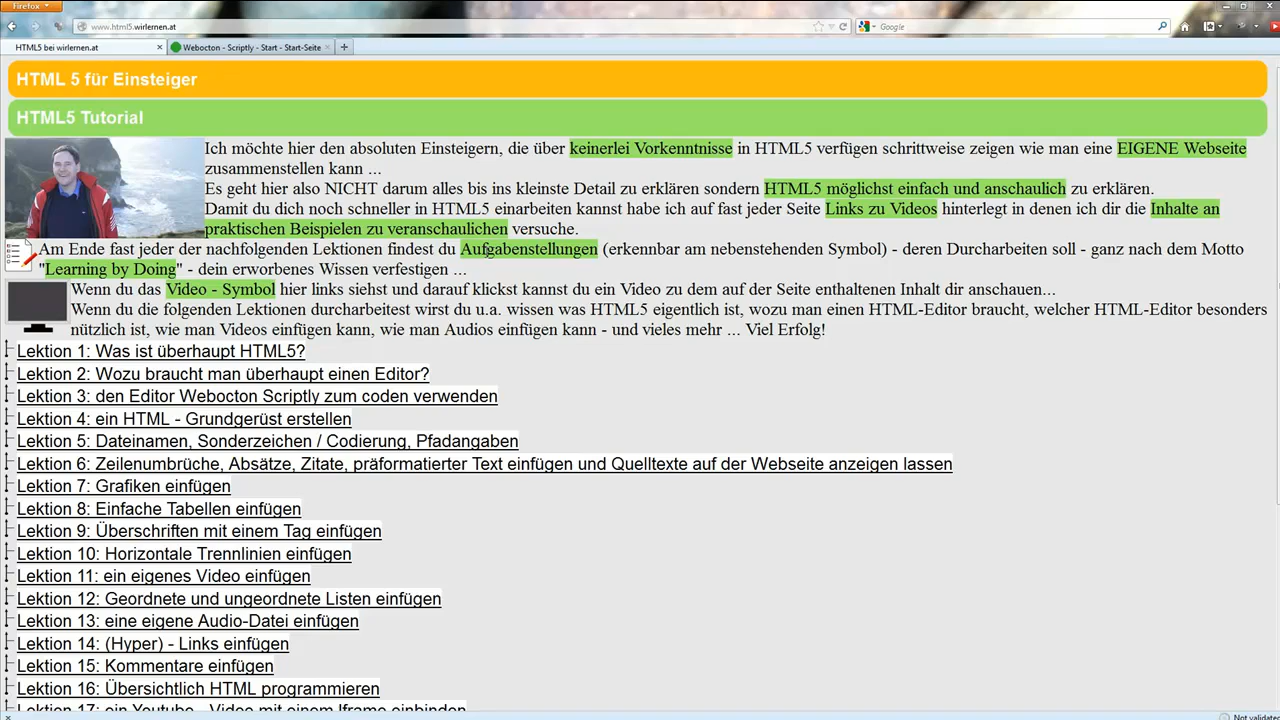 Firefox
www.html5.wirlernen.at
Google
HTML5 bei wirlernen.at
Webocton - Scriptly - Start - Start-Seite
HTML 5 für Einsteiger
HTML5 Tutorial
Ich möchte hier den absoluten Einsteigern, die über keinerlei Vorkenntnisse in HTML5 verfügen schrittweise zeigen wie man eine EIGENE Webseite
zusammenstellen kann ...
Es geht hier also NICHT darum alles bis ins kleinste Detail zu erklären sondern HTML5 möglichst einfach und anschaulich zu erklären.
Damit du dich noch schneller in HTML5 einarbeiten kannst habe ich auf fast jeder Seite Links zu Videos hinterlegt in denen ich dir die Inhalte an
praktischen Beispielen zu veranschaulichen versuche.
Am Ende fast jeder der nachfolgenden Lektionen findest du Aufgabenstellungen (erkennbar am nebenstehenden Symbol) - deren Durcharbeiten soll - ganz nach dem Motto
"Learning by Doing" - dein erworbenes Wissen verfestigen ...
Wenn du das Video - Symbol hier links siehst und darauf klickst kannst du ein Video zu dem auf der Seite enthaltenen Inhalt dir anschauen...
Wenn du die folgenden Lektionen durcharbeitest wirst du u.a. wissen was HTML5 eigentlich ist, wozu man einen HTML-Editor braucht, welcher HTML-Editor besonders
nützlich ist, wie man Videos einfügen kann, wie man Audios einfügen kann - und vieles mehr ... Viel Erfolg!
Lektion 1: Was ist überhaupt HTML5?
Lektion 2: Wozu braucht man überhaupt einen Editor?
Lektion 3: den Editor Webocton Scriptly zum coden verwenden
Lektion 4: ein HTML - Grundgerüst erstellen
Lektion 5: Dateinamen, Sonderzeichen / Codierung, Pfadangaben
Lektion 6: Zeilenumbrüche, Absätze, Zitate, präformatierter Text einfügen und Quelltexte auf der Webseite anzeigen lassen
Lektion 7: Grafiken einfügen
Lektion 8: Einfache Tabellen einfügen
Lektion 9: Überschriften mit einem Tag einfügen
Lektion 10: Horizontale Trennlinien einfügen
Lektion 11: ein eigenes Video einfügen
Lektion 12: Geordnete und ungeordnete Listen einfügen
Lektion 13: eine eigene Audio-Datei einfügen
Lektion 14: (Hyper) - Links einfügen
Lektion 15: Kommentare einfügen
Lektion 16: Übersichtlich HTML programmieren
Lektion 17: ein Youtube - Video mit einem Iframe einbinden
Not validated